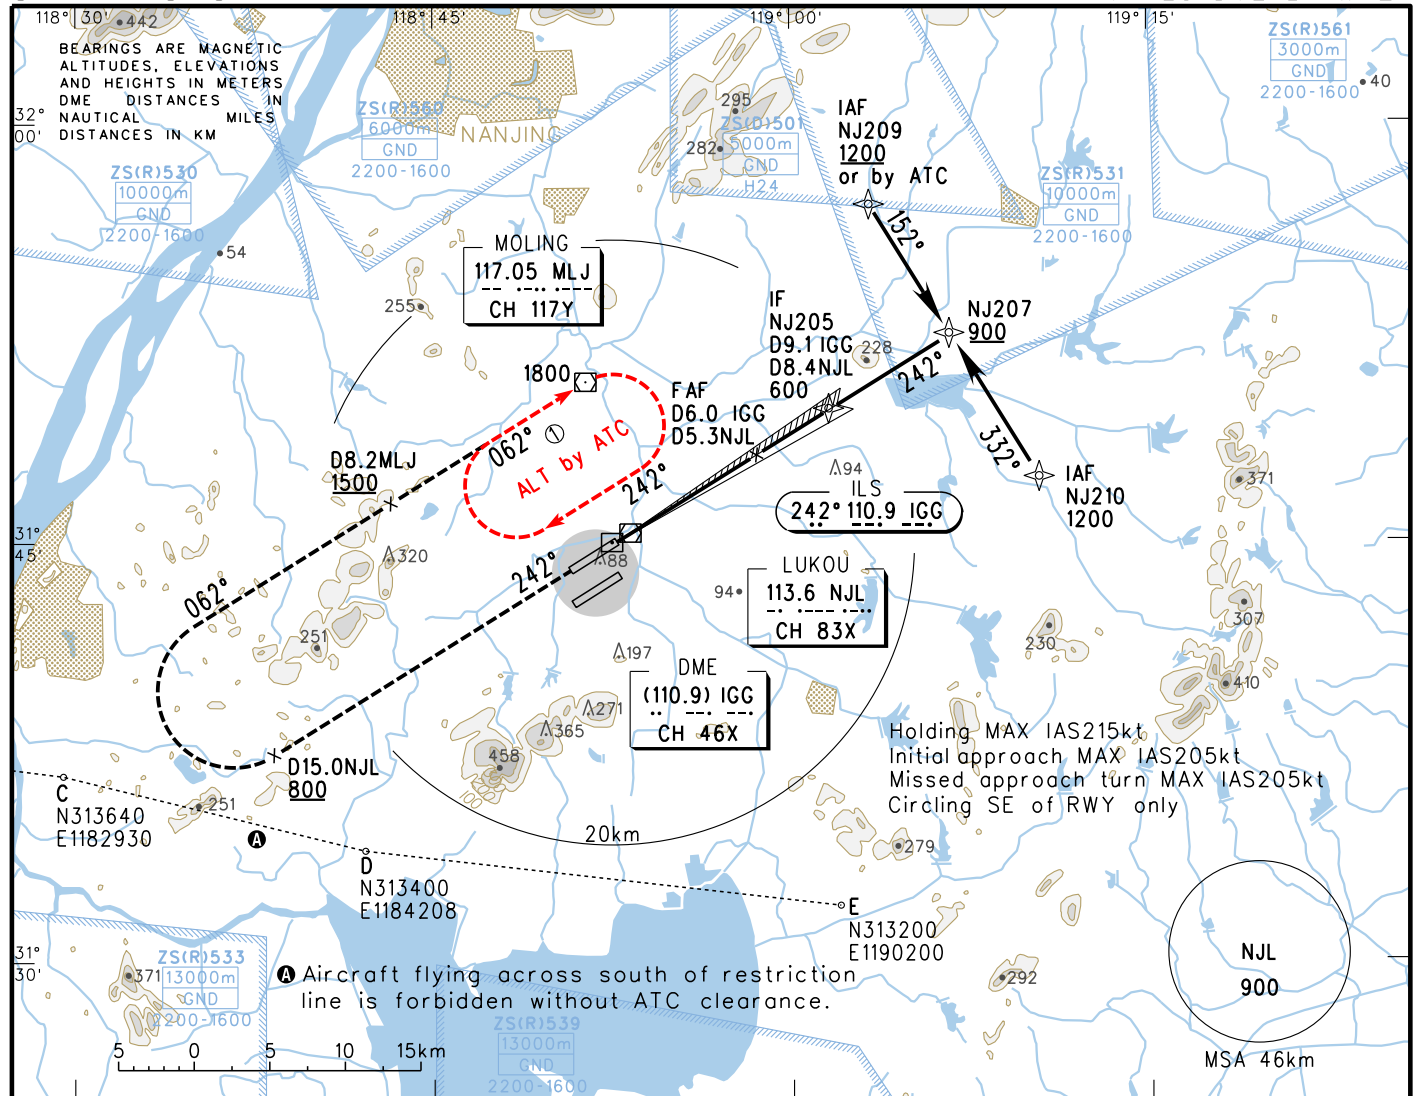 118° 30'
118° 45'
119° 00'
119° 15'
442
BEARINGS ARE MAGNETIC
ALTITUDES, ELEVATIONS
AND HEIGHTS IN METERS
DME DISTANCES IN
NAUTICAL MILES
DISTANCES IN KM
32°
00'
ZS(R)561
3000m
GND
2200-1600
40
ZS(R)560
6000m
GND
2200-1600
NANJING
295
ZS(D)501
5000m
GND
H24
282
IAF
NJ209
1200
or by ATC
ZS(R)530
10000m
GND
2200-1600
ZS(R)531
10000m
GND
2200-1600
54
152°
MOLING
117.05 MLJ
CH 117Y
255
IF
NJ205
D9.1 IGG
D8.4NJL
600
228
NJ207
900
242°
1800
FAF
D6.0 IGG
D5.3NJL
062°
1
ALT by ATC
242°
D8.2MLJ
1500
332°
IAF
NJ210
1200
371
94
ILS
242° 110.9 IGG
31°
45'
320
88
242°
062°
LUKOU
113.6 NJL
CH 83X
94
251
307
230
197
DME
(110.9) IGG
CH 46X
410
271
365
458
100
Holding MAX IAS215kt
Initial approach MAX IAS205kt
Missed approach turn MAX IAS205kt
Circling SE of RWY only
D15.0NJL
800
C
N313640
E1182930
251
A
20km
279
D
N313400
E1184208
E
N313200
E1190200
31°
30'
ZS(R)533
13000m
GND
2200-1600
371
A Aircraft flying across south of restriction
line is forbidden without ATC clearance.
292
NJL
900
MSA 46km
ZS(R)539
13000m
GND
2200-1600
5 0 5 10 15km